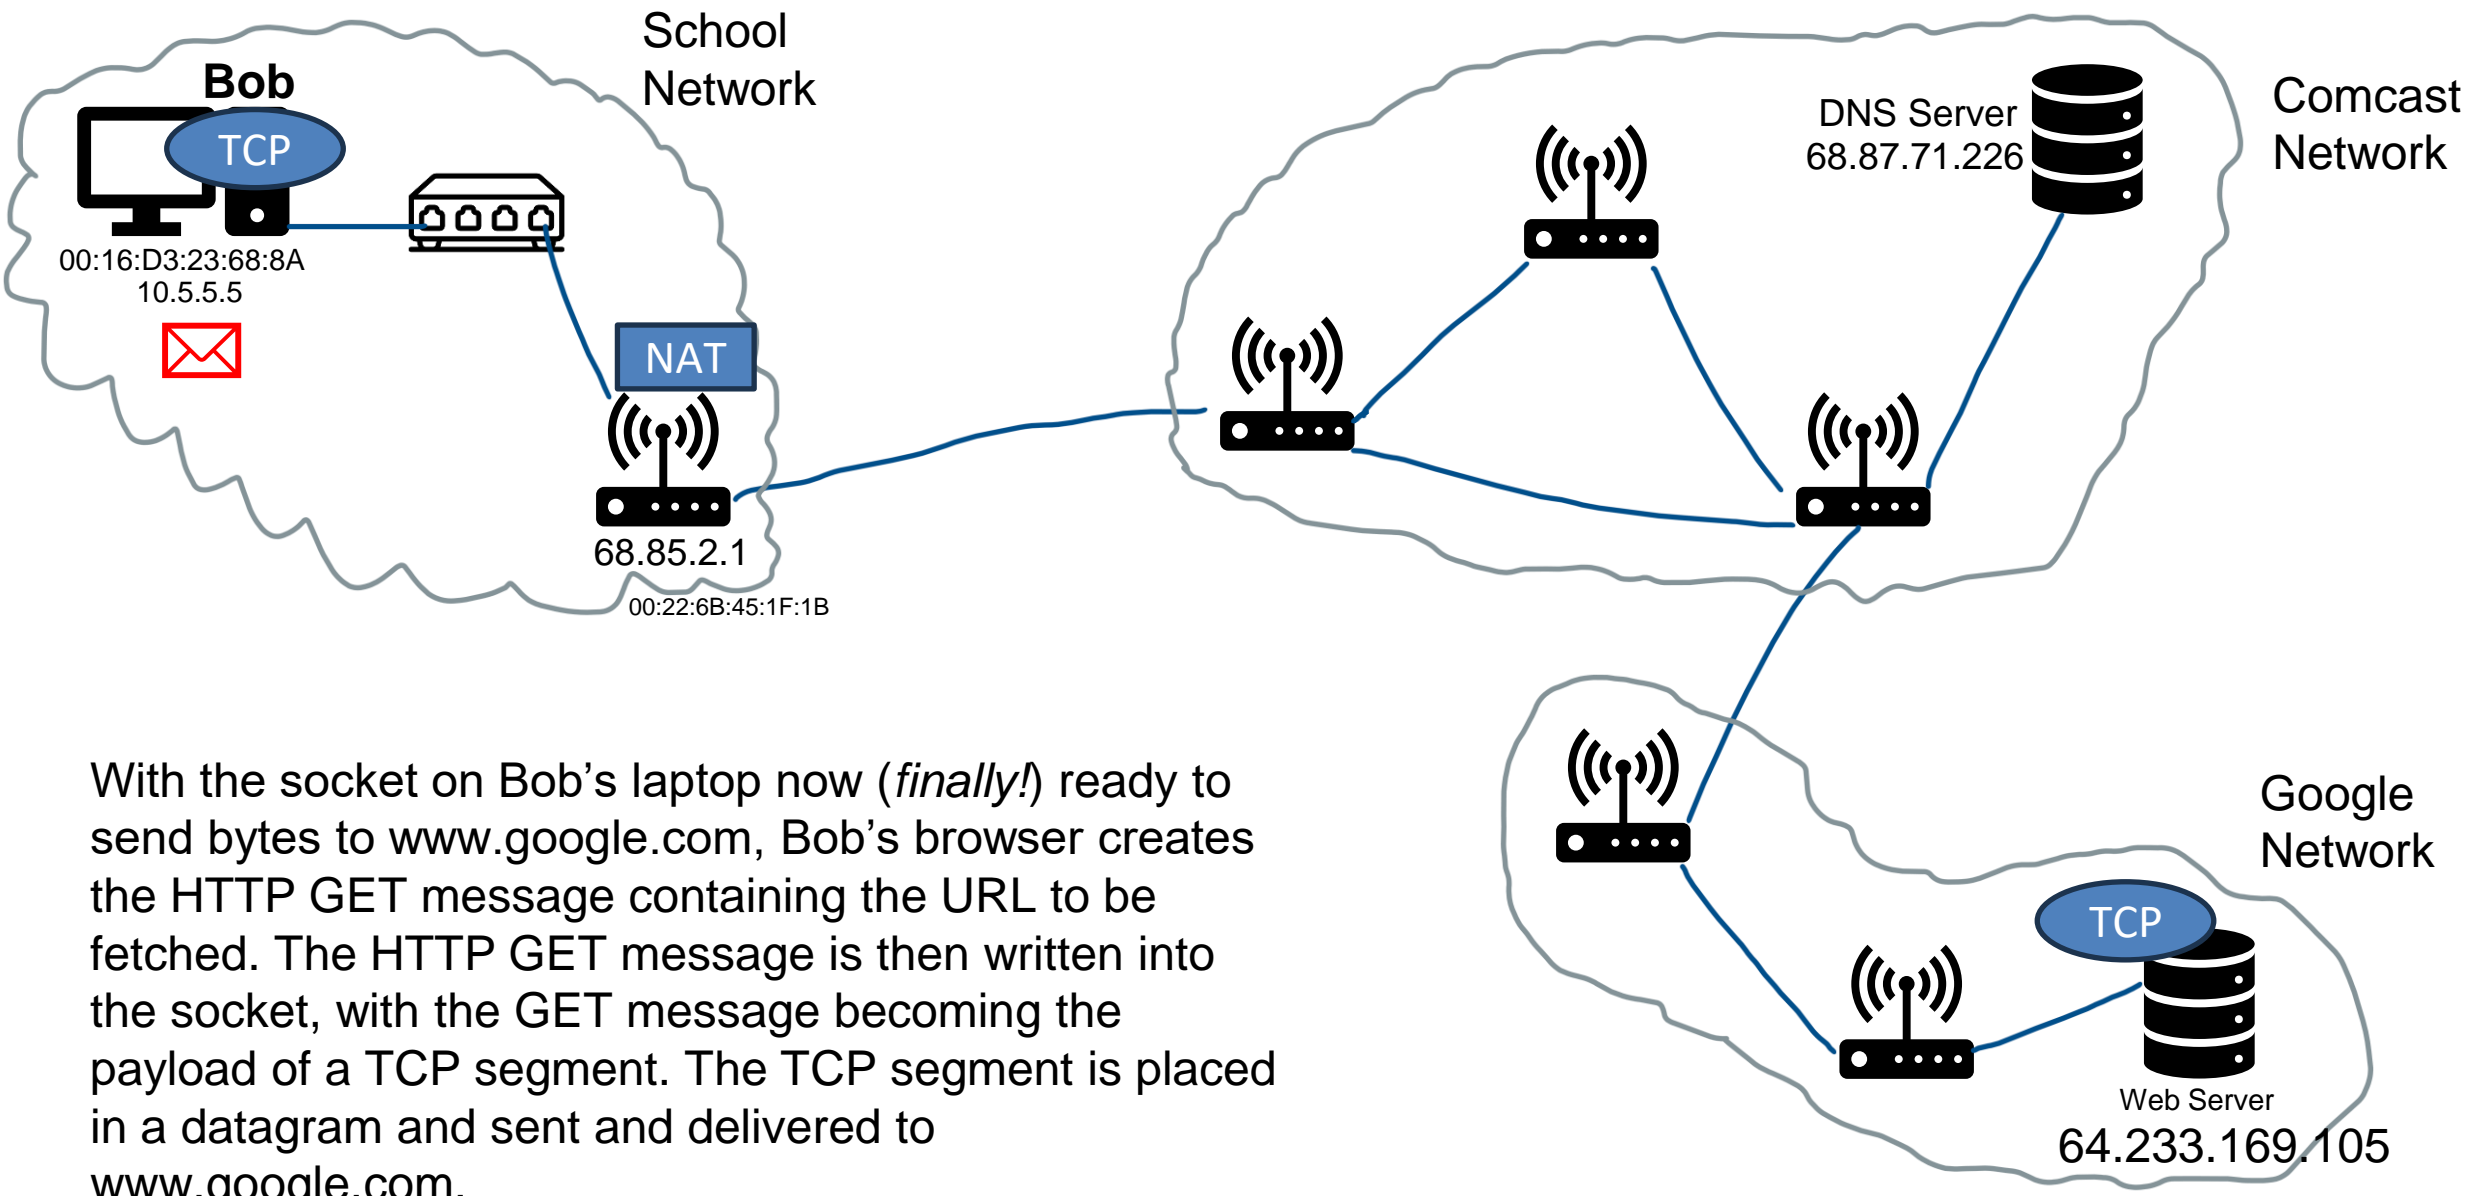 School
Network
Bob
TCP
00:16:D3:23:68:8A
10.5.5.5
NAT
68.85.2.1
00:22:6B:45:1F:1B
DNS Server
68.87.71.226
Comcast
Network
With the socket on Bob’s laptop now (finally!) ready to
send bytes to www.google.com, Bob’s browser creates
the HTTP GET message containing the URL to be
fetched. The HTTP GET message is then written into
the socket, with the GET message becoming the
payload of a TCP segment. The TCP segment is placed
in a datagram and sent and delivered to
www.google.com.
Google
Network
TCP
Web Server
64.233.169.105